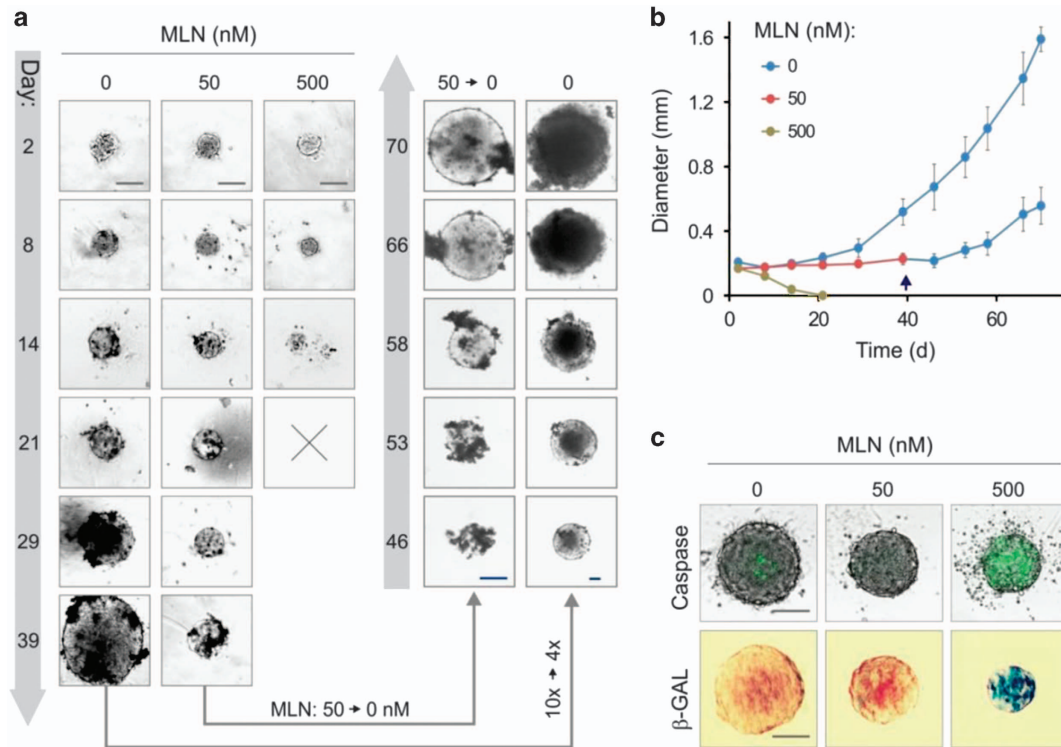 a
MLN (nM)
Day:
0 50 500
2
8
14
21
29
39
50 → 0 0
70
66
58
53
46
MLN: 50 → 0 nM
10x → 4x
b
MLN (nM):
0
50
500
Diameter (mm)
1.6
1.2
0.8
0.4
0
0 20 40 60
Time (d)
c
MLN (nM)
0 50 500
Caspase
β-GAL